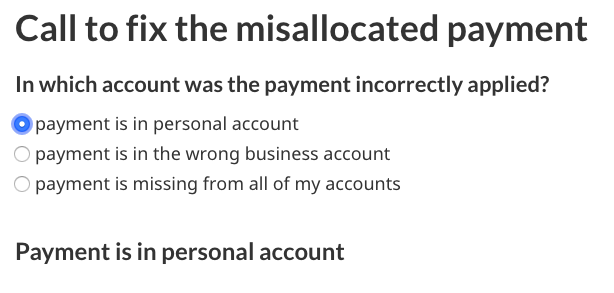 Call to fix the misallocated payment
In which account was the payment incorrectly applied?
payment is in personal account
payment is in the wrong business account
payment is missing from all of my accounts
Payment is in personal account